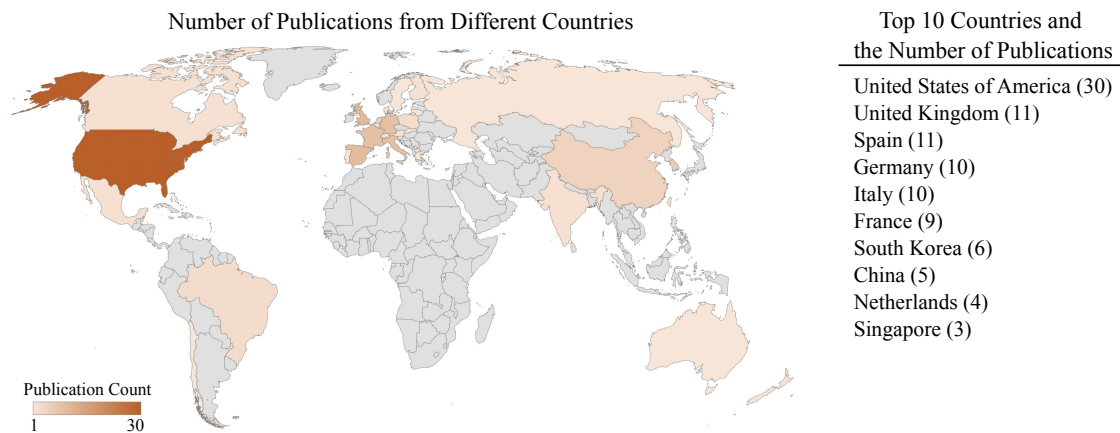 Number of Publications from Different Countries
Publication Count
1 30
Top 10 Countries and
the Number of Publications
United States of America (30)
United Kingdom (11)
Spain (11)
Germany (10)
Italy (10)
France (9)
South Korea (6)
China (5)
Netherlands (4)
Singapore (3)